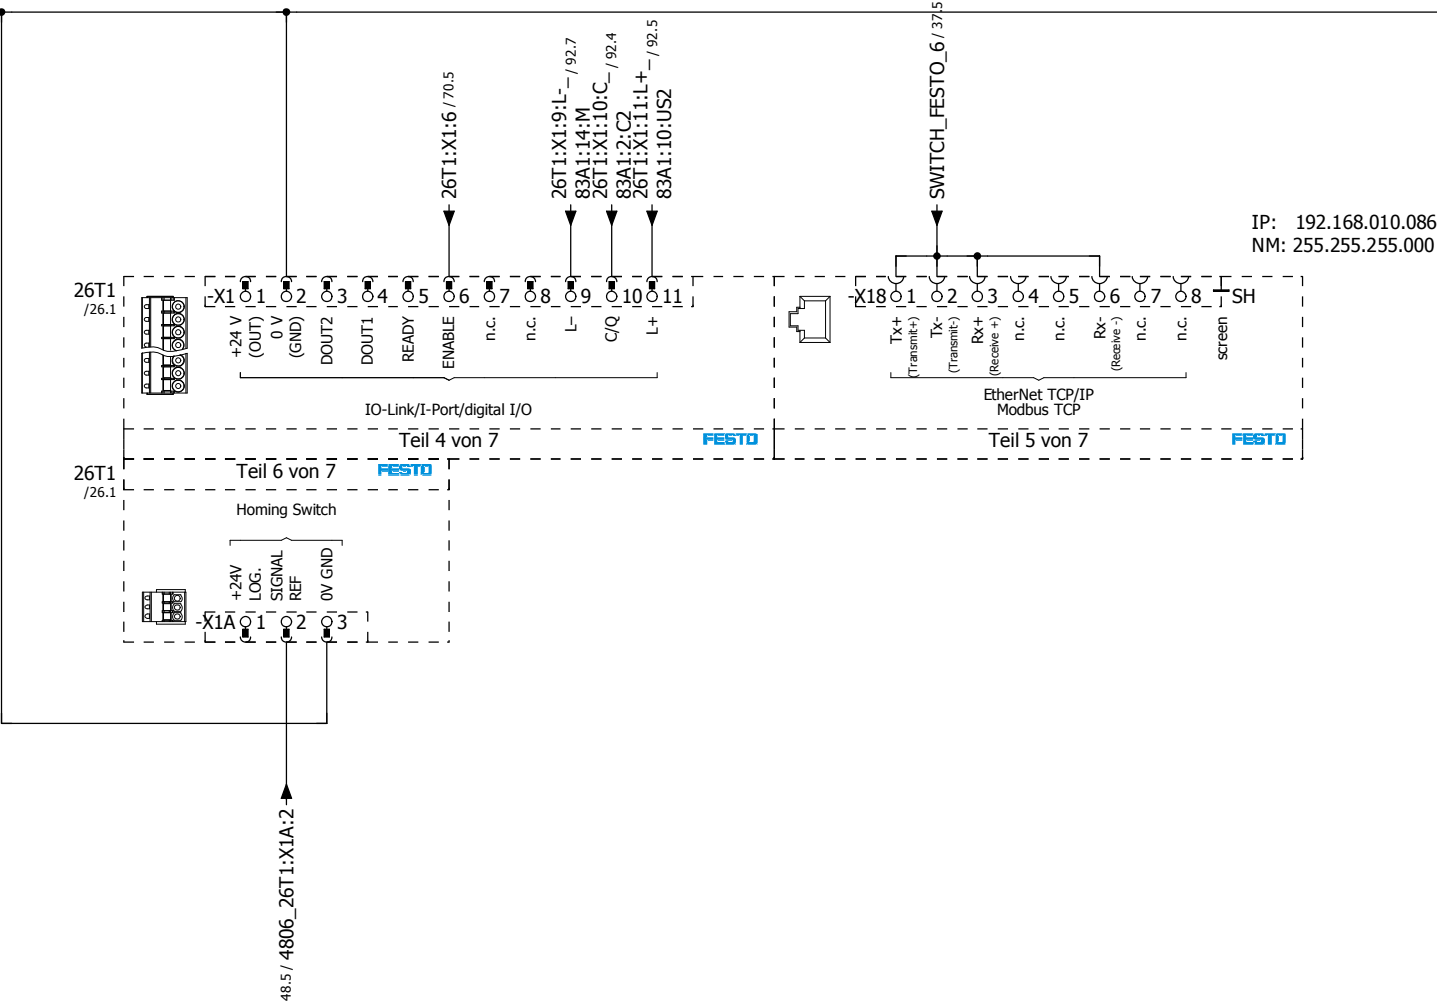 26T1:X1:6 / 70.5
26T1:X1:9:L-_ / 92.7
83A1:14:M
26T1:X1:10:C_ / 92.4
83A1:2:C2
26T1:X1:11:L+_ / 92.5
83A1:10:US2
SWITCH_FESTO_6 / 37.5
IP: 192.168.010.086
NM: 255.255.255.000
26T1
/26.1
-X1 1 2 3 4 5 6 7 8 9 10 11
+24 V
(OUT)
0 V
(GND)
DOUT2
DOUT1
READY
ENABLE
n.c.
n.c.
L-
C/Q
L+
IO-Link/I-Port/digital I/O
Teil 4 von 7
FESTO
-X18 1 2 3 4 5 6 7 8 SH
Tx+
(Transmit+)
Tx-
(Transmit-)
Rx+
(Receive +)
n.c.
n.c.
Rx-
(Receive -)
n.c.
n.c.
screen
EtherNet TCP/IP
Modbus TCP
Teil 5 von 7
FESTO
26T1
/26.1
Teil 6 von 7
FESTO
Homing Switch
+24V
LOG.
SIGNAL
REF
0V GND
-X1A 1 2 3
48.5 / 4806_26T1:X1A:2